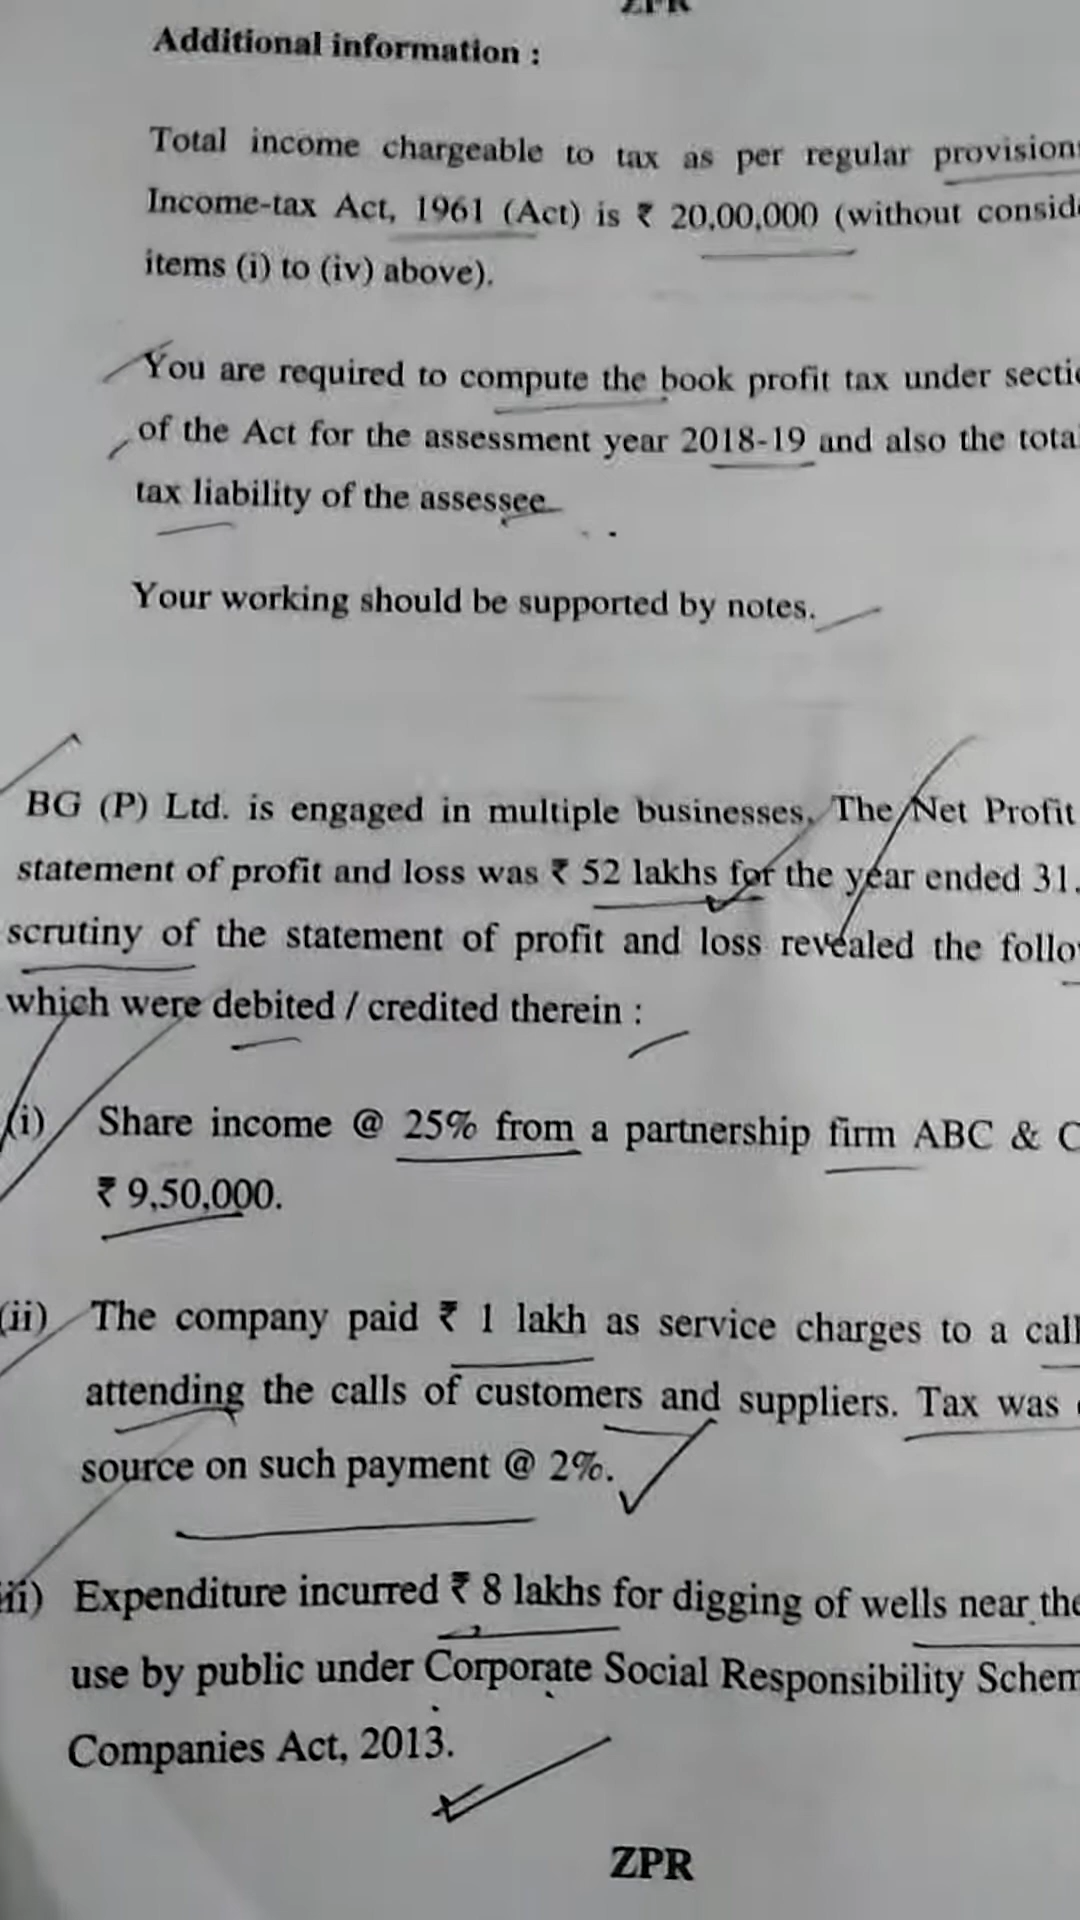 ZPR
Additional information :
Total income chargeable to tax as per regular provision
Income-tax Act, 1961 (Act) is ₹ 20,00,000 (without
items (i) to (iv) above).
You are required to compute the book profit tax under
of the Act for the assessment year 2018-19 and also the total
tax liability of the assessee.
Your working should be supported by notes.
BG (P) Ltd. is engaged in multiple businesses. The Net Profit
statement of profit and loss was ₹ 52 lakhs for the year ended 31.
scrutiny of the statement of profit and loss revealed the
which were debited / credited therein :
(i) Share income @ 25% from a partnership firm ABC & C
₹ 9,50,000.
(ii) The company paid ₹ 1 lakh as service charges to a call
attending the calls of customers and suppliers. Tax was
source on such payment @ 2%.
iii) Expenditure incurred ₹ 8 lakhs for digging of wells near the
use by public under Corporate Social Responsibility Schem
Companies Act, 2013.
ZPR